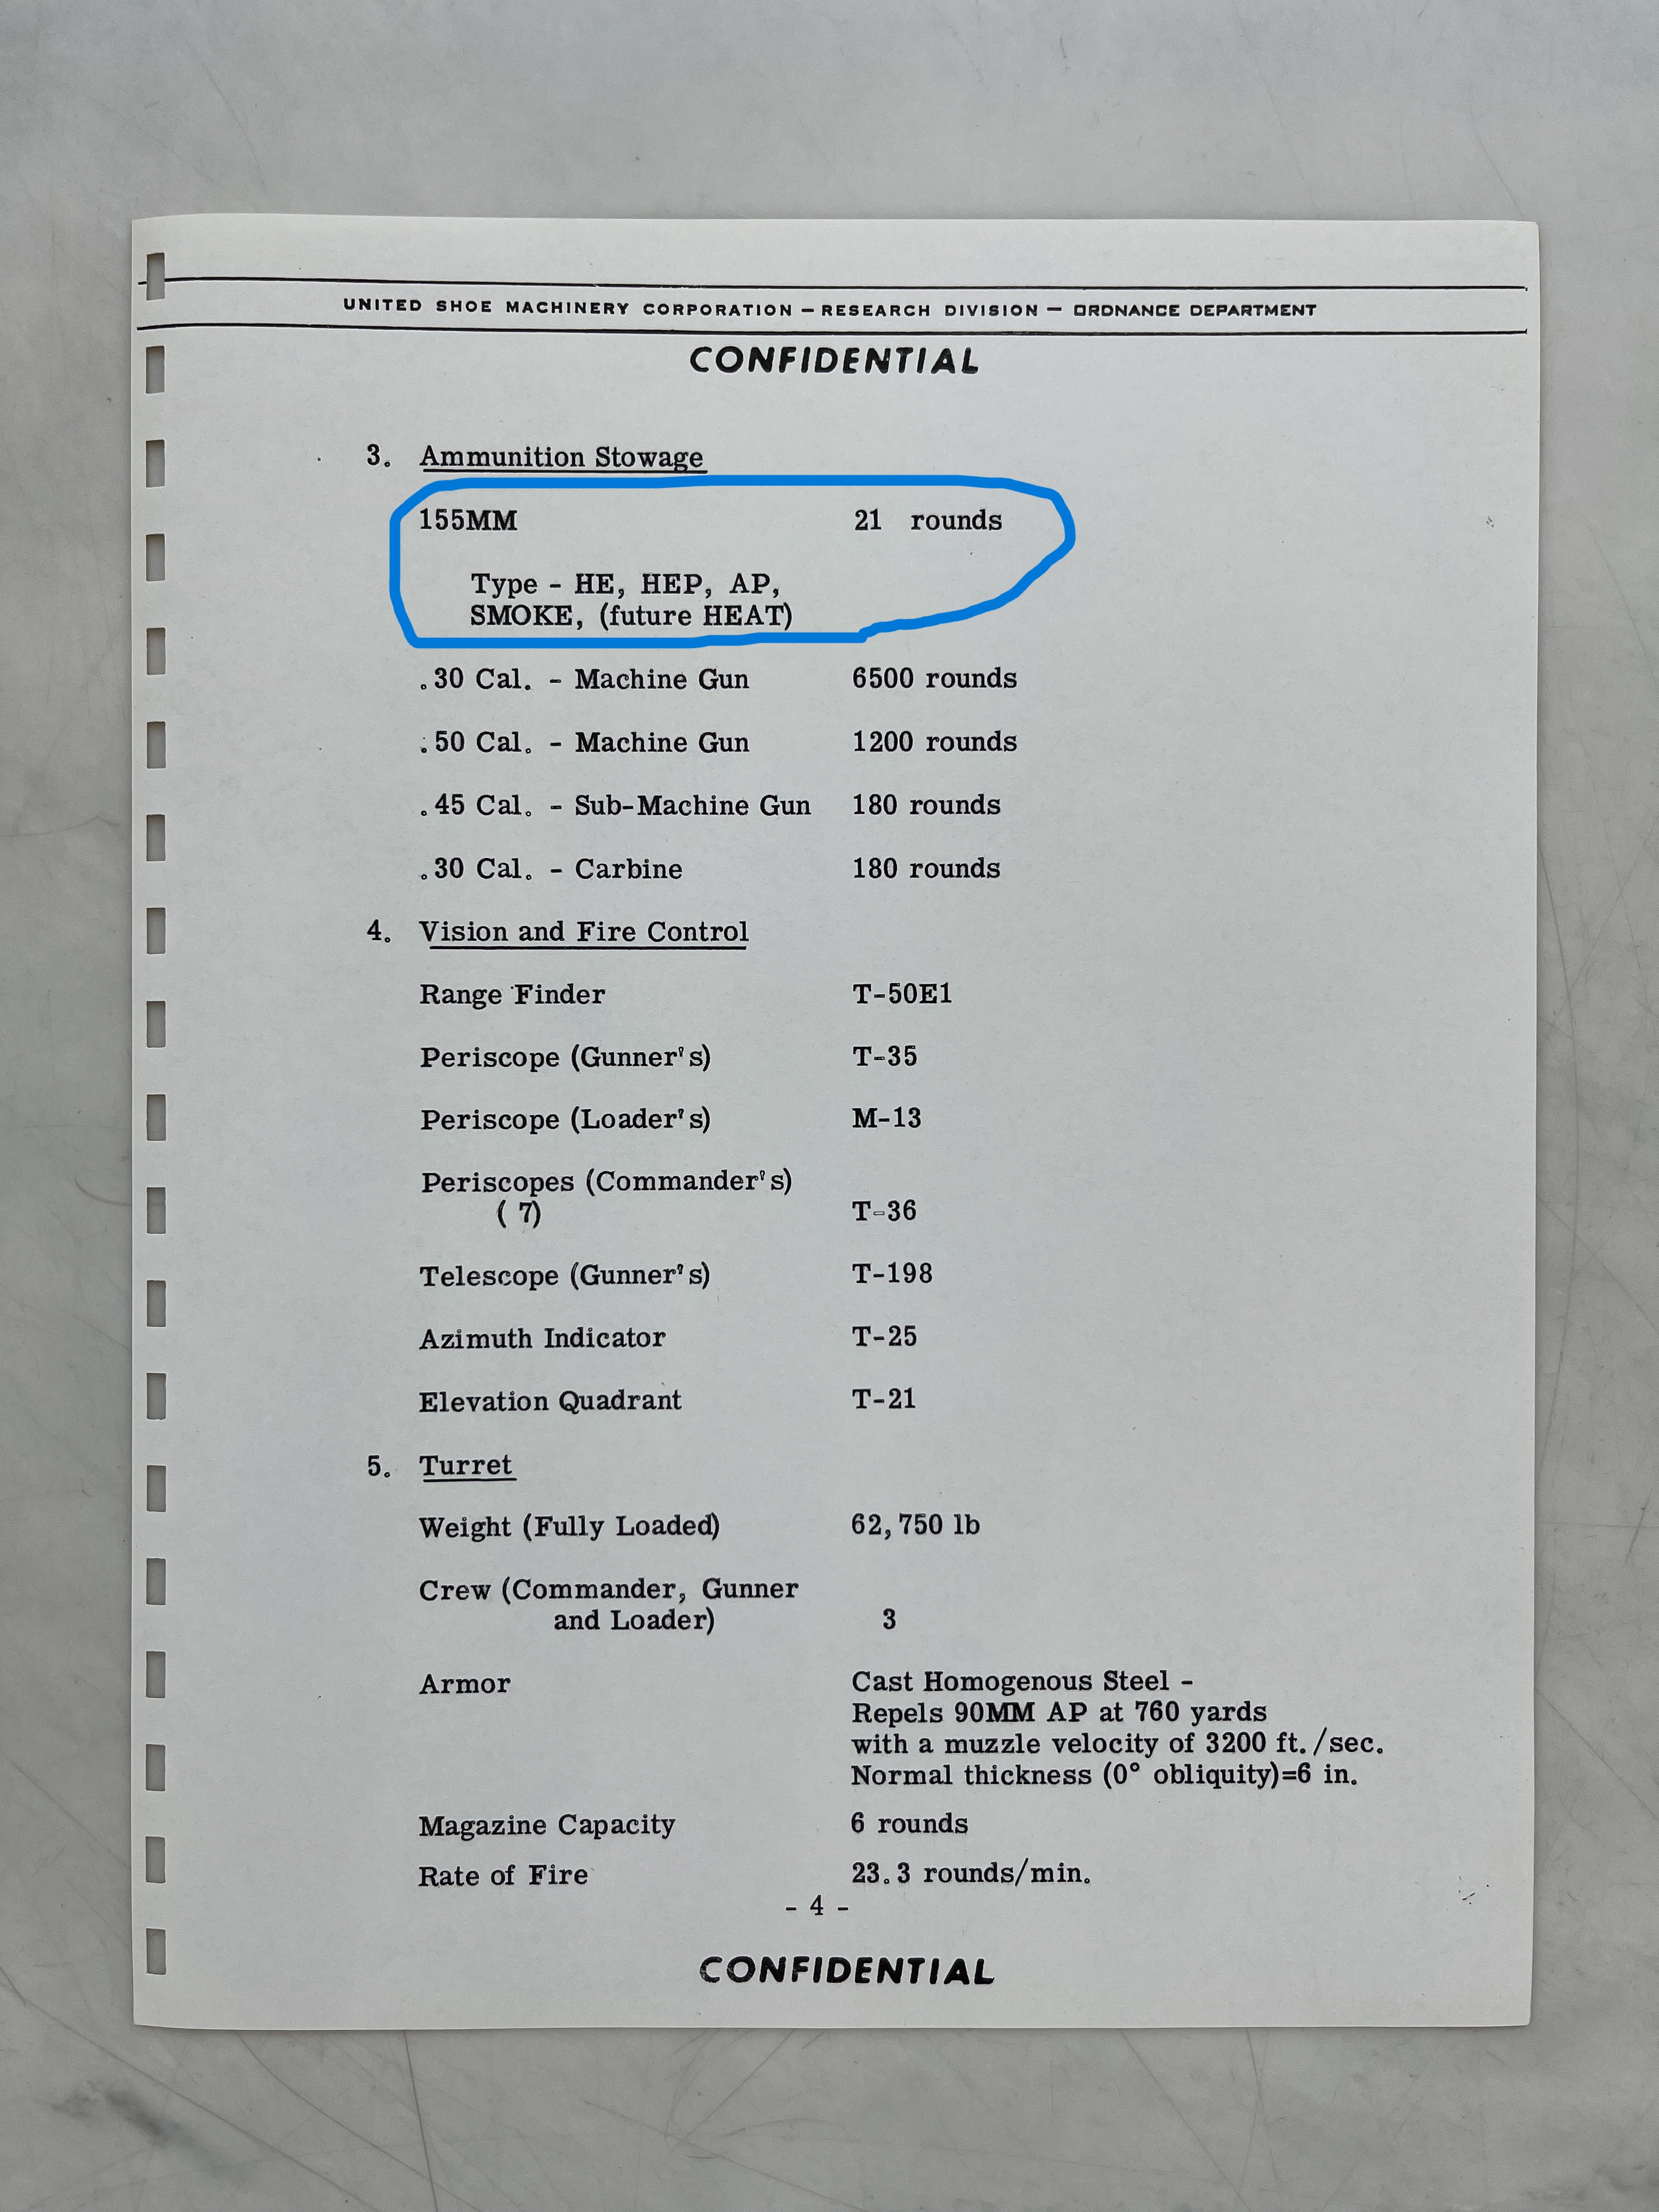 UNITED SHOE MACHINERY CORPORATION — RESEARCH DIVISION — ORDNANCE DEPARTMENT
CONFIDENTIAL
3. Ammunition Stowage
155MM 21 rounds
Type - HE, HEP, AP,
SMOKE, (future HEAT)
.30 Cal. - Machine Gun 6500 rounds
.50 Cal. - Machine Gun 1200 rounds
.45 Cal. - Sub-Machine Gun 180 rounds
.30 Cal. - Carbine 180 rounds
4. Vision and Fire Control
Range Finder T-50E1
Periscope (Gunner's) T-35
Periscope (Loader's) M-13
Periscopes (Commander's)
( 7) T-36
Telescope (Gunner's) T-198
Azimuth Indicator T-25
Elevation Quadrant T-21
5. Turret
Weight (Fully Loaded) 62,750 lb
Crew (Commander, Gunner
and Loader) 3
Armor Cast Homogenous Steel -
Repels 90MM AP at 760 yards
with a muzzle velocity of 3200 ft./sec.
Normal thickness (0° obliquity)=6 in.
Magazine Capacity 6 rounds
Rate of Fire 23.3 rounds/min.
- 4 -
CONFIDENTIAL